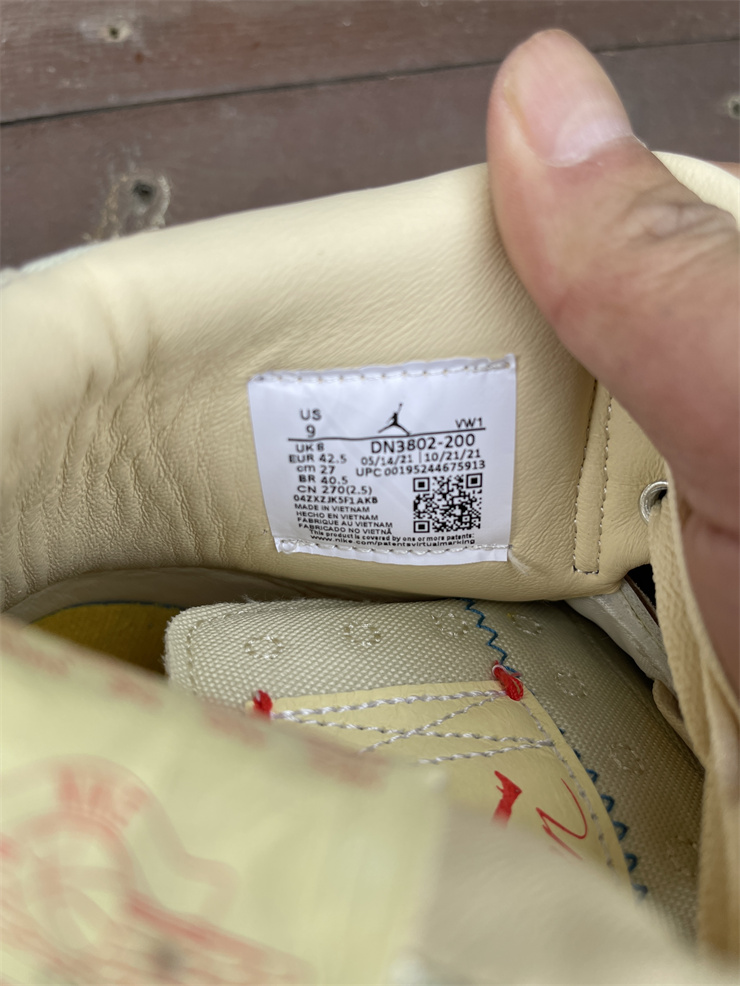 US
9
VW1
UK 8
DN3802-200
EUR 42.5
05/14/21 10/21/21
cm 27
UPC 00195244675913
BR 40.5
CN 270(2.5)
04ZXZJK5F1AKB
MADE IN VIETNAM
HECHO EN VIETNAM
FABRIQUE AU VIETNAM
FABRICADO NO VIETNÃ
This product is covered by one or more patents:
www.nike.com/patentsvirtualmarking